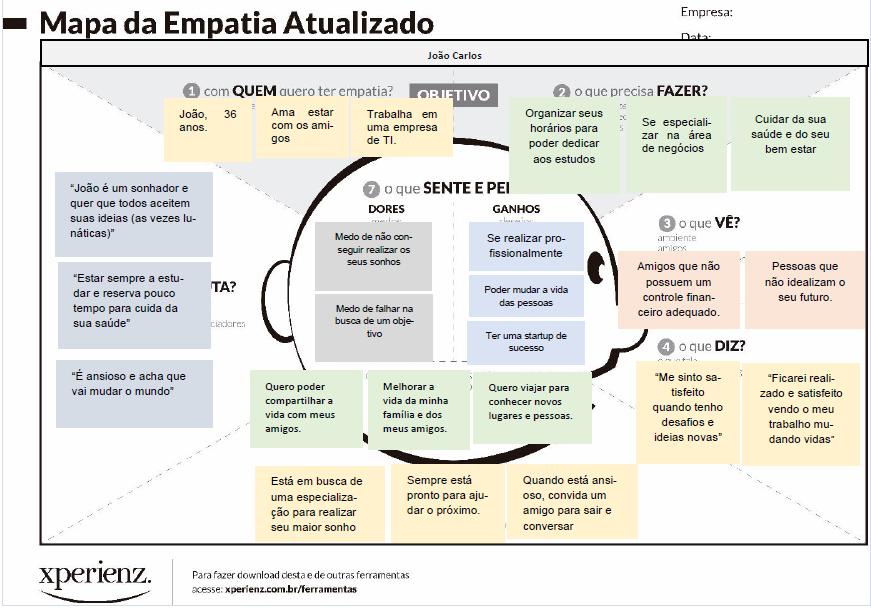 Mapa da Empatia Atualizado
Empresa:
Data:
João Carlos
1 com QUEM quero ter empatia?
OBJETIVO
2 o que precisa FAZER?
João, 36
anos.
Ama estar
com os ami-
gos
Trabalha em
uma empresa
de TI.
Organizar seus
horários para
poder dedicar
aos estudos
Se especiali-
zar na área
de negócios
Cuidar da sua
saúde e do seu
bem estar
7 o que SENTE E
DORES
GANHOS
"João é um sonhador e
quer que todos aceitem
suas ideias (as vezes lu-
náticas)"
"Estar sempre a estu-
dar e reserva pouco
tempo para cuida da
sua saúde"
"É ansioso e acha que
vai mudar o mundo"
Medo de não con-
seguir realizar os
seus sonhos
Medo de falhar na
busca de um obje-
tivo
Se realizar pro-
fissionalmente
Poder mudar a vida
das pessoas
Ter uma startup de
sucesso
3 o que VÊ?
ambiente
amigos
Amigos que não
possuem um
controle finan-
ceiro adequado.
Pessoas que
não idealizam o
seu futuro.
4 o que DIZ?
"Me sinto sa-
tisfeito
quando tenho
desafios e
ideias novas"
"Ficarei reali-
zado e satisfeito
vendo o meu
trabalho mu-
dando vidas"
Quero poder
compartilhar a
vida com meus
amigos.
Melhorar a
vida da minha
família e dos
meus amigos.
Quero viajar para
conhecer novos
lugares e pessoas.
Está em busca de
uma especializa-
ção para realizar
seu maior sonho
Sempre está
pronto para aju-
dar o próximo.
Quando está ansi-
oso, convida um
amigo para sair e
conversar
xperienz.
Para fazer download desta e de outras ferramentas
acesse: xperienz.com.br/ferramentas